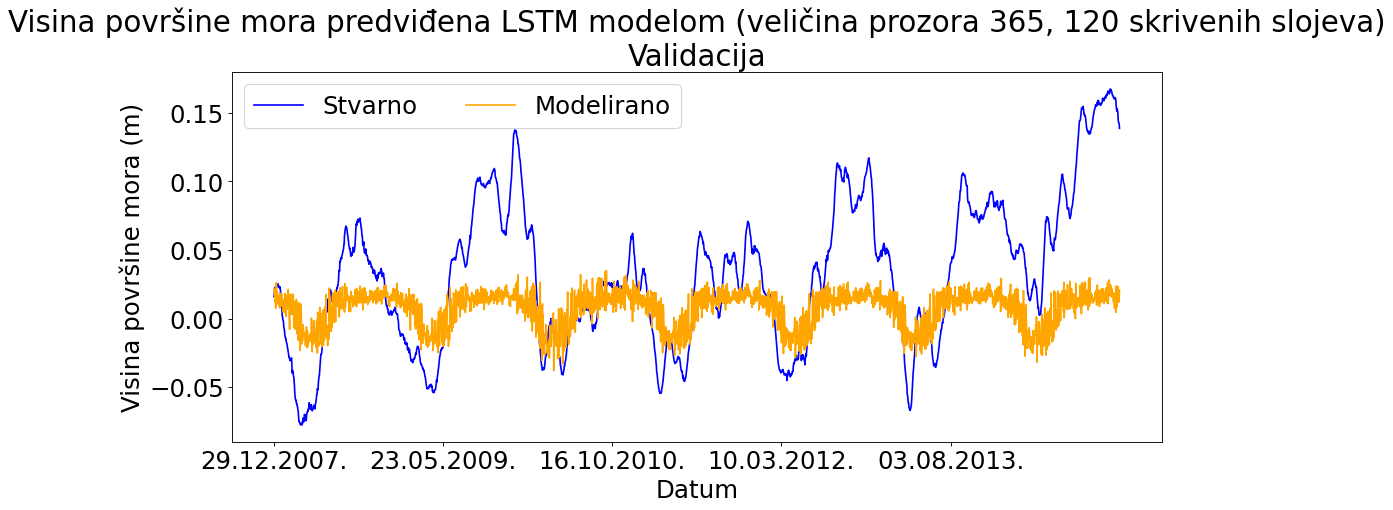 Visina površine mora predviđena LSTM modelom (veličina prozora 365, 120 skrivenih slojeva)
Validacija
Stvarno
Modelirano
Visina površine mora (m)
0.15
0.10
0.05
0.00
−0.05
29.12.2007.
23.05.2009.
16.10.2010.
10.03.2012.
03.08.2013.
Datum